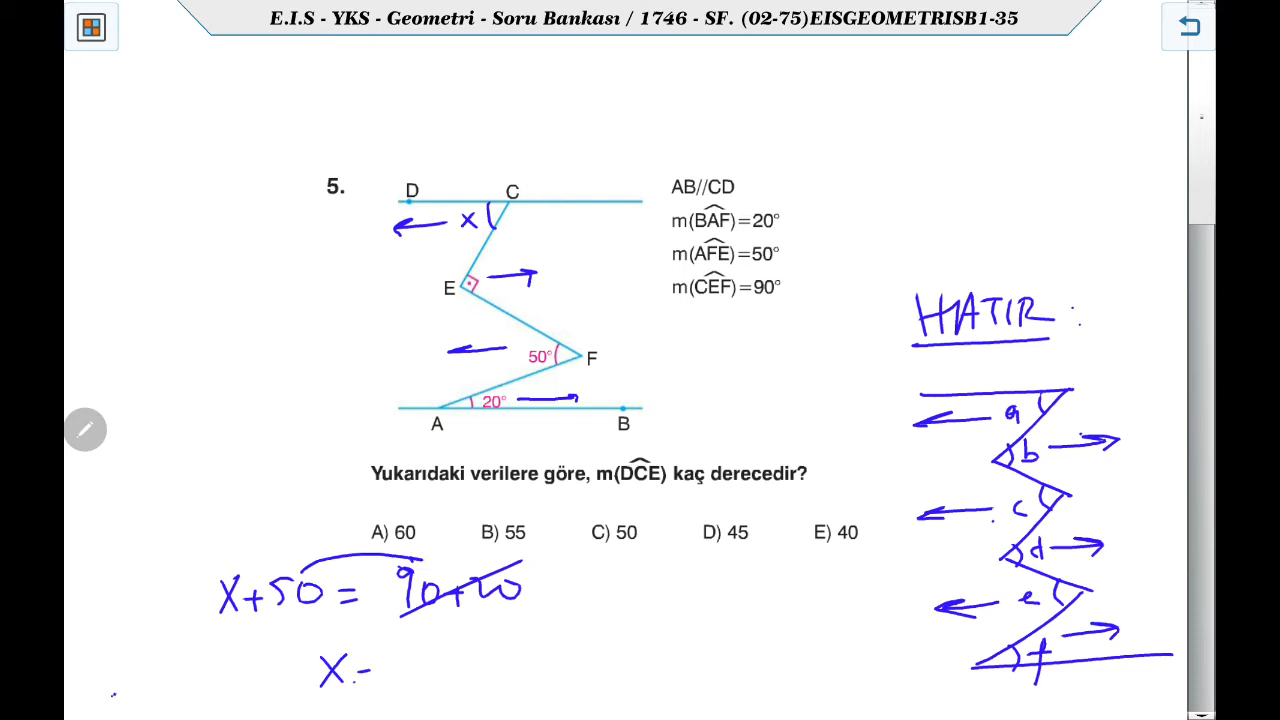 E.I.S - YKS - Geometri - Soru Bankası / 1746 - SF. (02-75)EISGEOMETRISB1-35
5.
D
C
x
E
50°
F
20°
A
B
AB//CD
m(BAF)=20°
m(AFE)=50°
m(CEF)=90°
Yukarıdaki verilere göre, m(DCE) kaç derecedir?
A) 60 B) 55 C) 50 D) 45 E) 40
x+50 = 90+20
x =
HATIR :
a
b
c
d
e
f